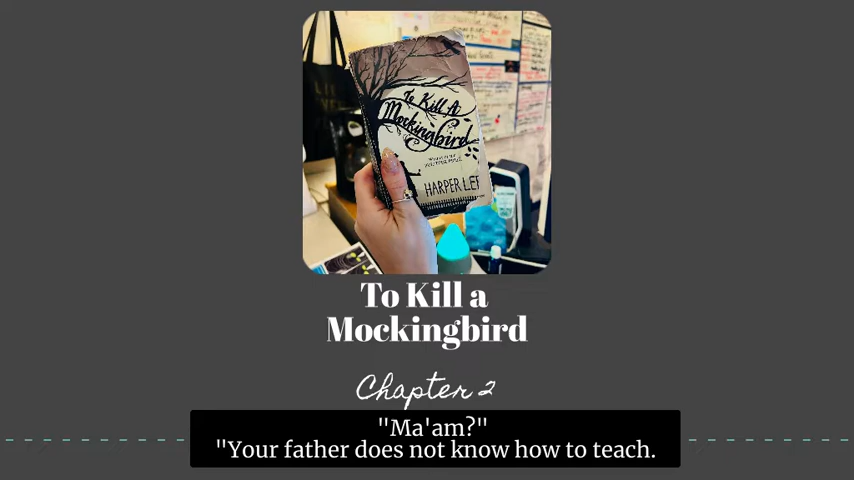 To Kill A
Mockingbird
HARPER LEE
To Kill a
Mockingbird
Chapter 2
"Ma'am?"
"Your father does not know how to teach.